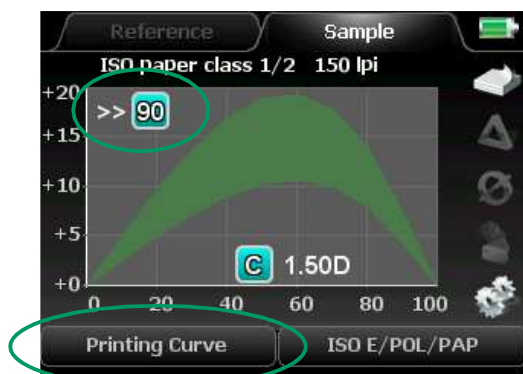 Reference Sample
ISO paper class 1/2 150 lpi
+20
>> 90
+15
+10
+5
C 1.50D
+0
0 20 40 60 80 100
Printing Curve ISO E/POL/PAP